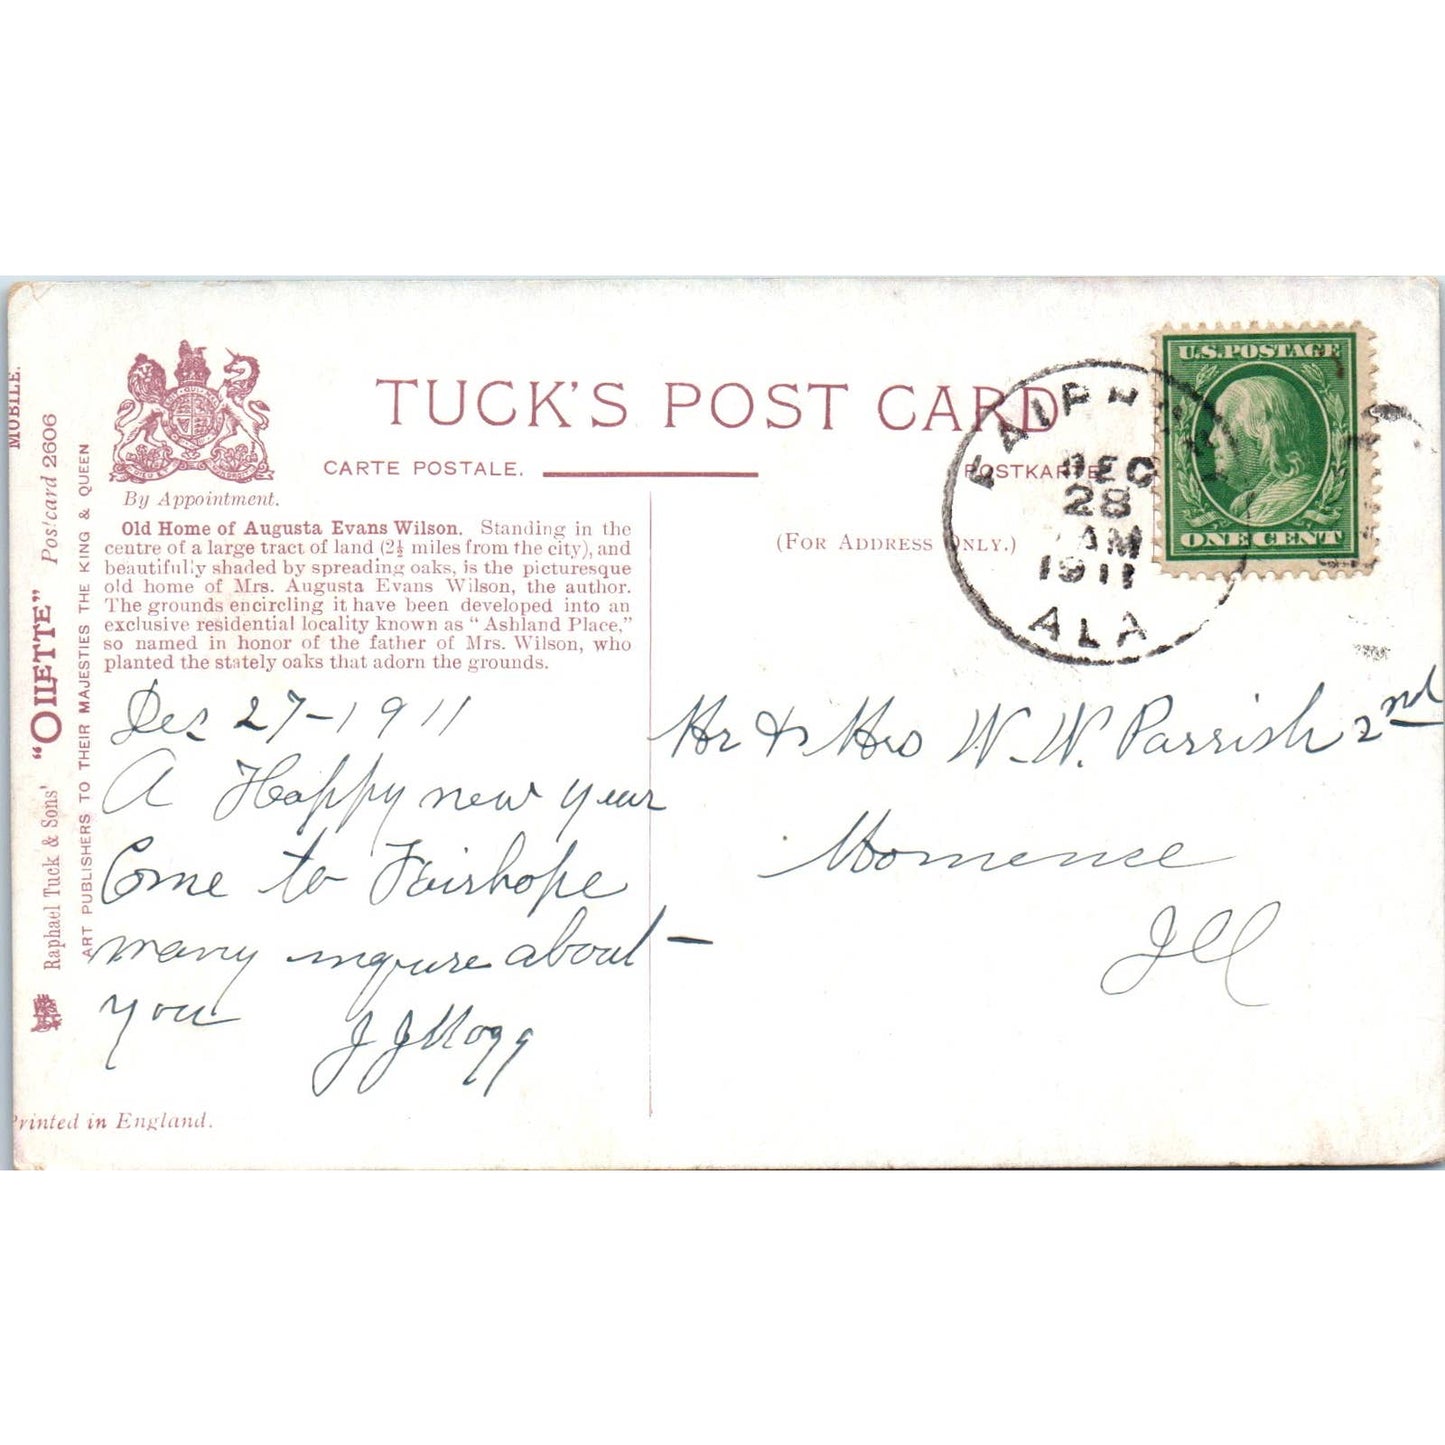 TUCK'S POST CARD
CARTE POSTALE.
POSTKARTE
By Appointment.
(FOR ADDRESS ONLY.)
Old Home of Augusta Evans Wilson. Standing in the
centre of a large tract of land (2½ miles from the city), and
beautifully shaded by spreading oaks, is the picturesque
old home of Mrs. Augusta Evans Wilson, the author.
The grounds encircling it have been developed into an
exclusive residential locality known as "Ashland Place,"
so named in honor of the father of Mrs. Wilson, who
planted the stately oaks that adorn the grounds.
MOBILE.
Raphael Tuck & Sons' "OILETTE" Postcard 2606
ART PUBLISHERS TO THEIR MAJESTIES THE KING & QUEEN
Printed in England.
FAIRHOPE
DEC
28
AM
1911
ALA
U.S.POSTAGE
ONE CENT
Dec 27-1911
A Happy new year
Come to Fairhope
many inquire about
you J J Mogg
Mr & Mrs W. W. Parrish 2nd
Momence
Ill